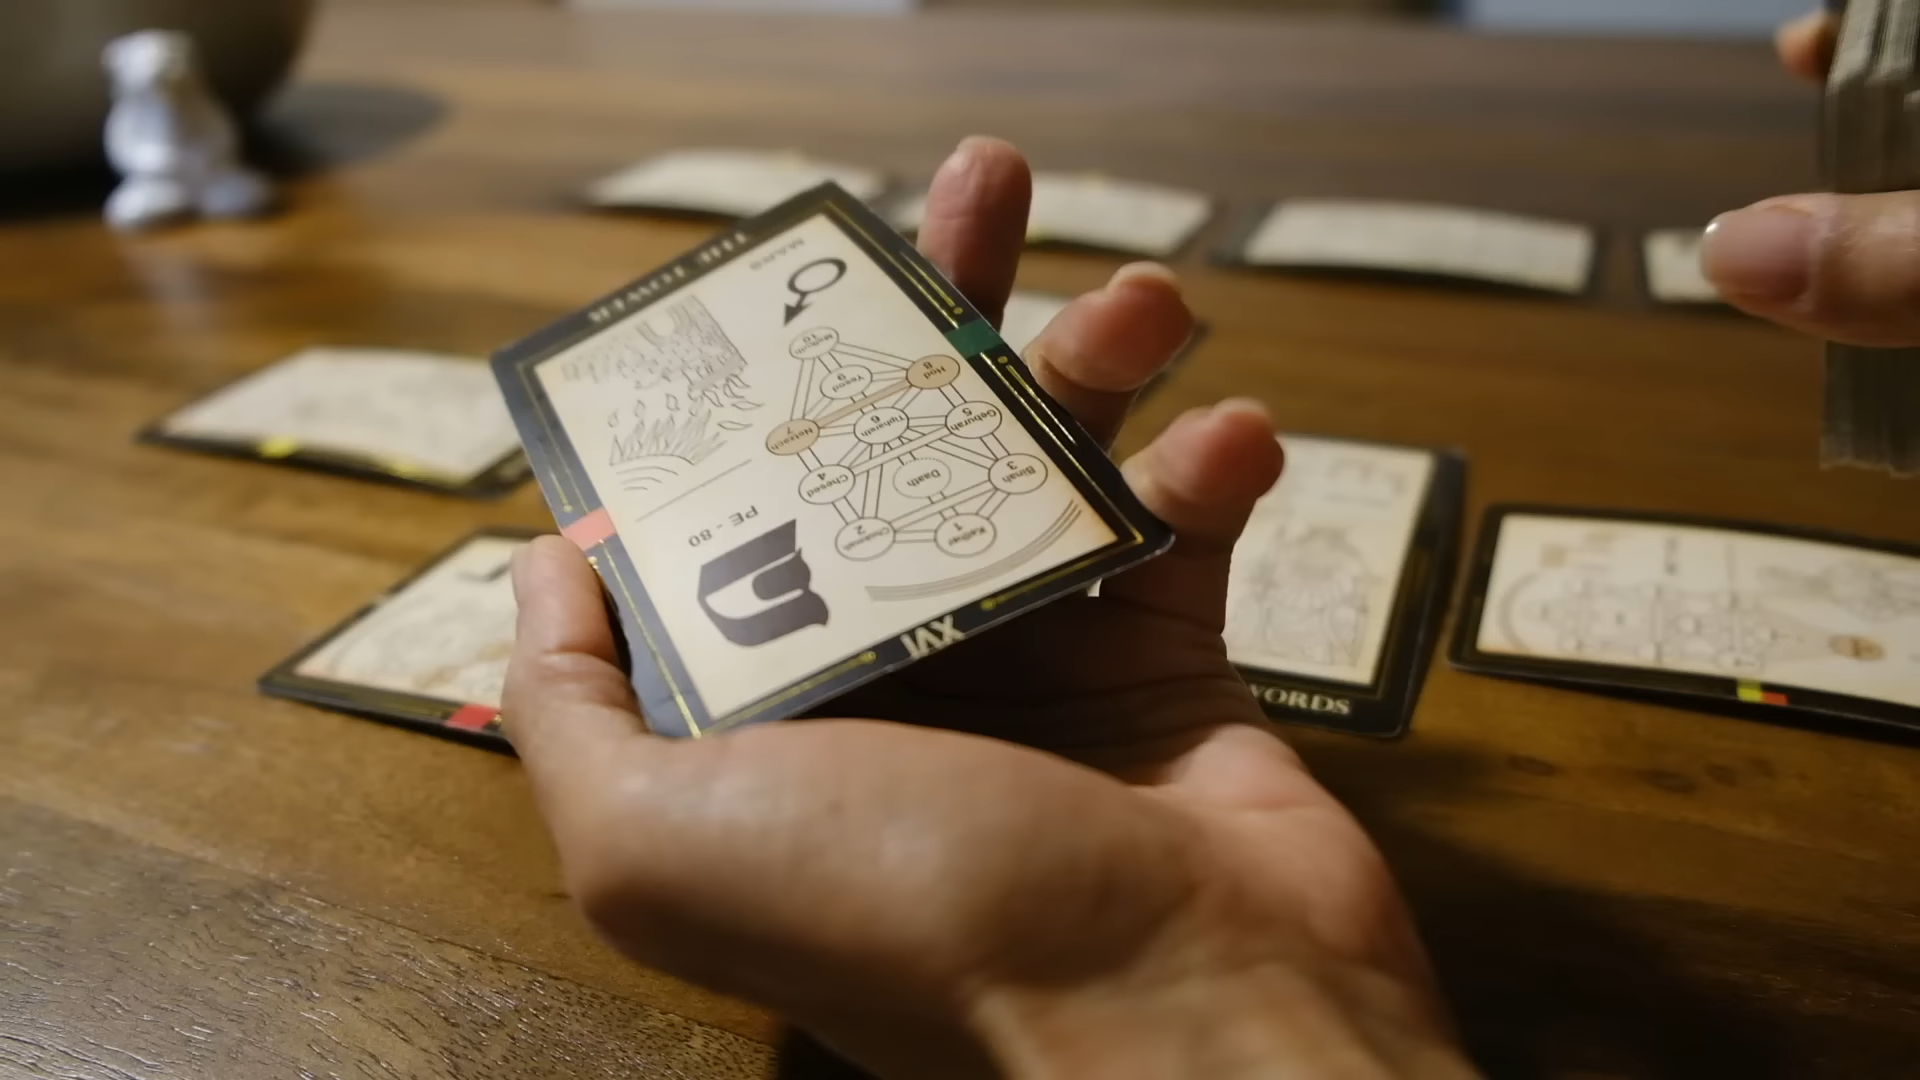 XVI
PE - 80
1
Kether
2
Chokmah
3
Binah
Daath
4
Chesed
5
Geburah
6
Tiphareth
7
Netzach
8
Hod
9
Yesod
10
Malkuth
MARS
THE TOWER
WORDS